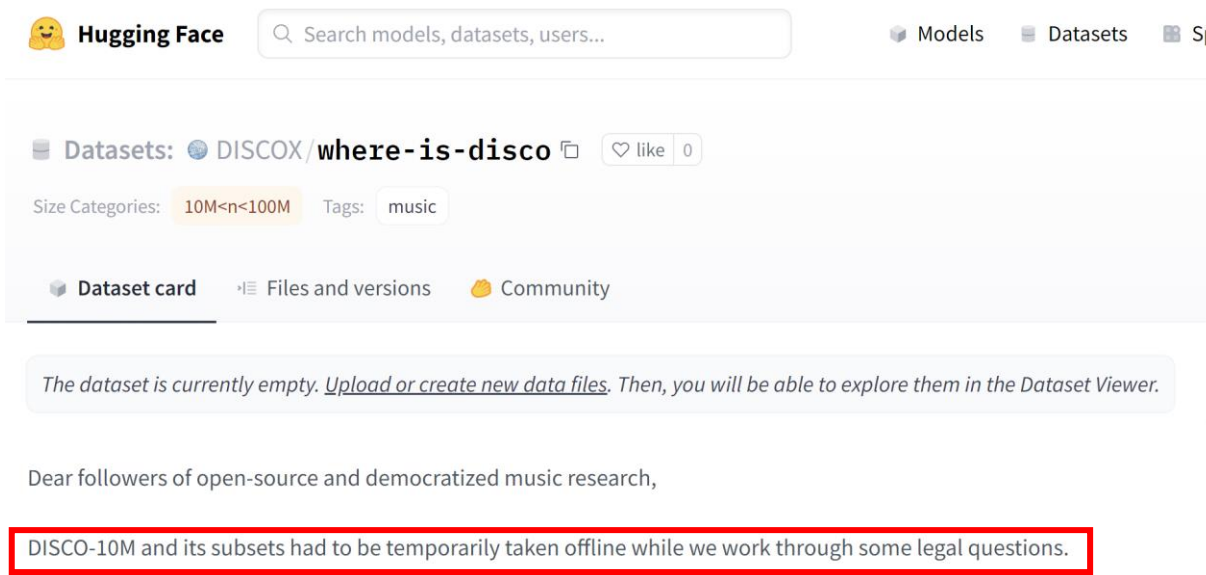 Hugging Face Search models, datasets, users... Models Datasets
Datasets: DISCOX/where-is-disco like 0
Size Categories: 10M<n<100M Tags: music
Dataset card Files and versions Community
The dataset is currently empty. Upload or create new data files. Then, you will be able to explore them in the Dataset Viewer.
Dear followers of open-source and democratized music research,
DISCO-10M and its subsets had to be temporarily taken offline while we work through some legal questions.